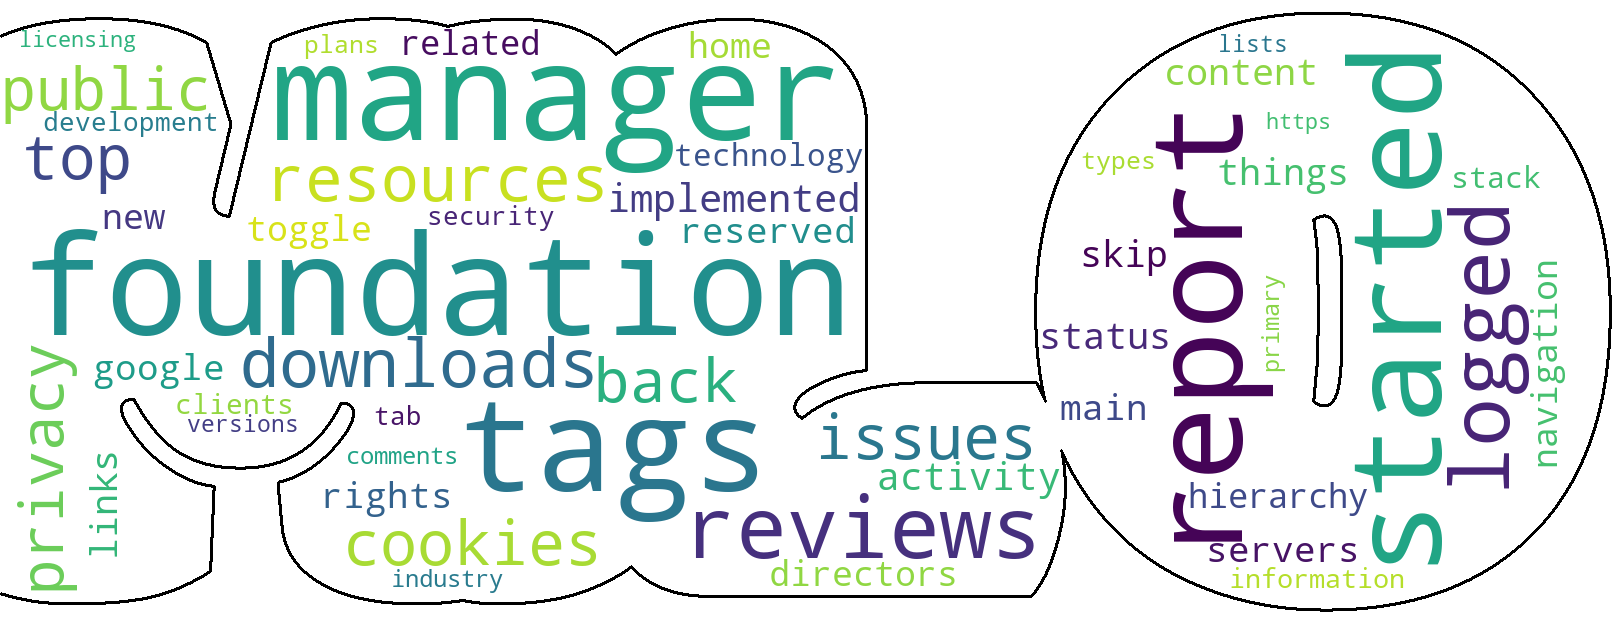 licensing
plans
related
home
public
manager
development
top
technology
resources
implemented
new
security
toggle
reserved
foundation
google
downloads
back
privacy
clients
versions
tab
tags
comments
issues
links
rights
activity
cookies
reviews
industry
directors
lists
content
https
types
things
report
started
stack
skip
logged
primary
navigation
status
main
hierarchy
servers
information